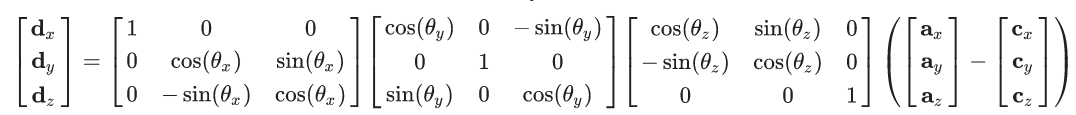 [d_x d_y d_z] = [1 0 0; 0 cos(θ_x) sin(θ_x); 0 −sin(θ_x) cos(θ_x)] [cos(θ_y) 0 −sin(θ_y); 0 1 0; sin(θ_y) 0 cos(θ_y)] [cos(θ_z) sin(θ_z) 0; −sin(θ_z) cos(θ_z) 0; 0 0 1] ([a_x a_y a_z] − [c_x c_y c_z])